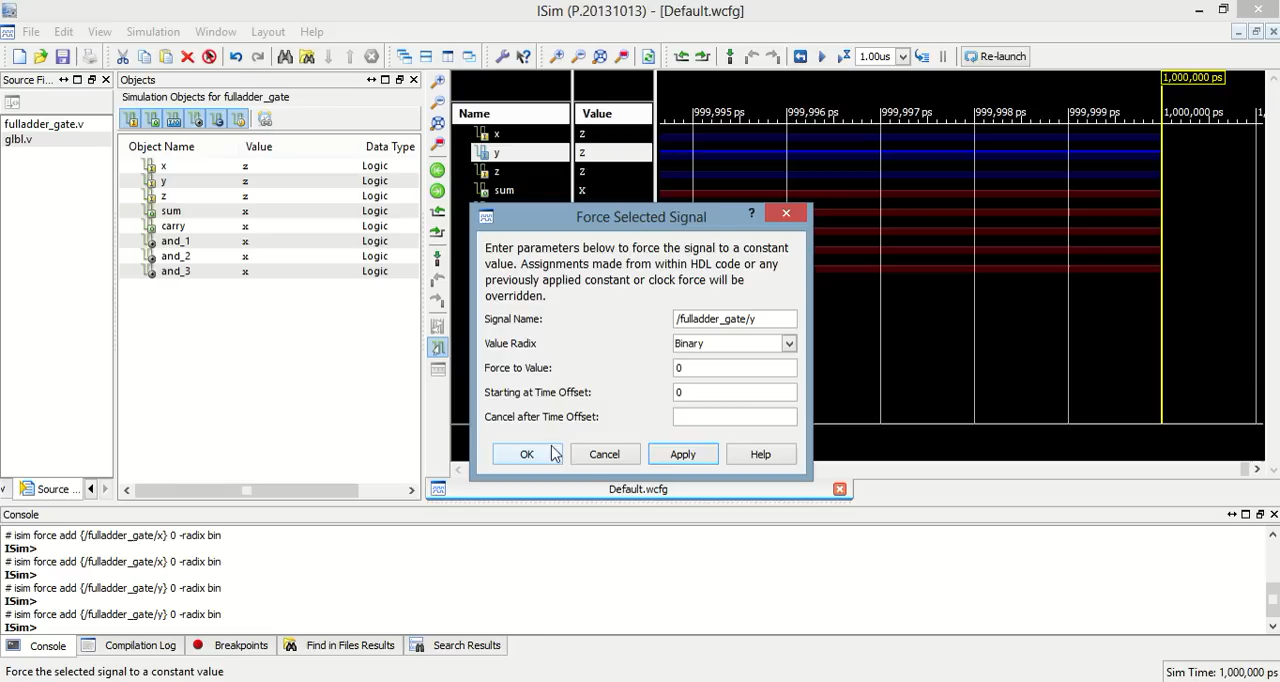 ISim (P.20131013) - [Default.wcfg]
File Edit View Simulation Window Layout Help
1.00us
Re-launch
Source Fi...
Objects
Simulation Objects for fulladder_gate
fulladder_gate.v
glbl.v
Object Name Value Data Type
x z Logic
y z Logic
z z Logic
sum x Logic
carry x Logic
and_1 x Logic
and_2 x Logic
and_3 x Logic
Source ...
1,000,000 ps
Name Value
999,995 ps 999,996 ps 999,997 ps 999,998 ps 999,999 ps 1,000,000 ps
x z
y z
z z
sum x
Force Selected Signal
Enter parameters below to force the signal to a constant
value. Assignments made from within HDL code or any
previously applied constant or clock force will be
overridden.
Signal Name: /fulladder_gate/y
Value Radix Binary
Force to Value: 0
Starting at Time Offset: 0
Cancel after Time Offset:
OK Cancel Apply Help
Default.wcfg
Console
# isim force add {/fulladder_gate/x} 0 -radix bin
ISim>
# isim force add {/fulladder_gate/x} 0 -radix bin
ISim>
# isim force add {/fulladder_gate/y} 0 -radix bin
ISim>
# isim force add {/fulladder_gate/y} 0 -radix bin
ISim>
Console Compilation Log Breakpoints Find in Files Results Search Results
Force the selected signal to a constant value
Sim Time: 1,000,000 ps